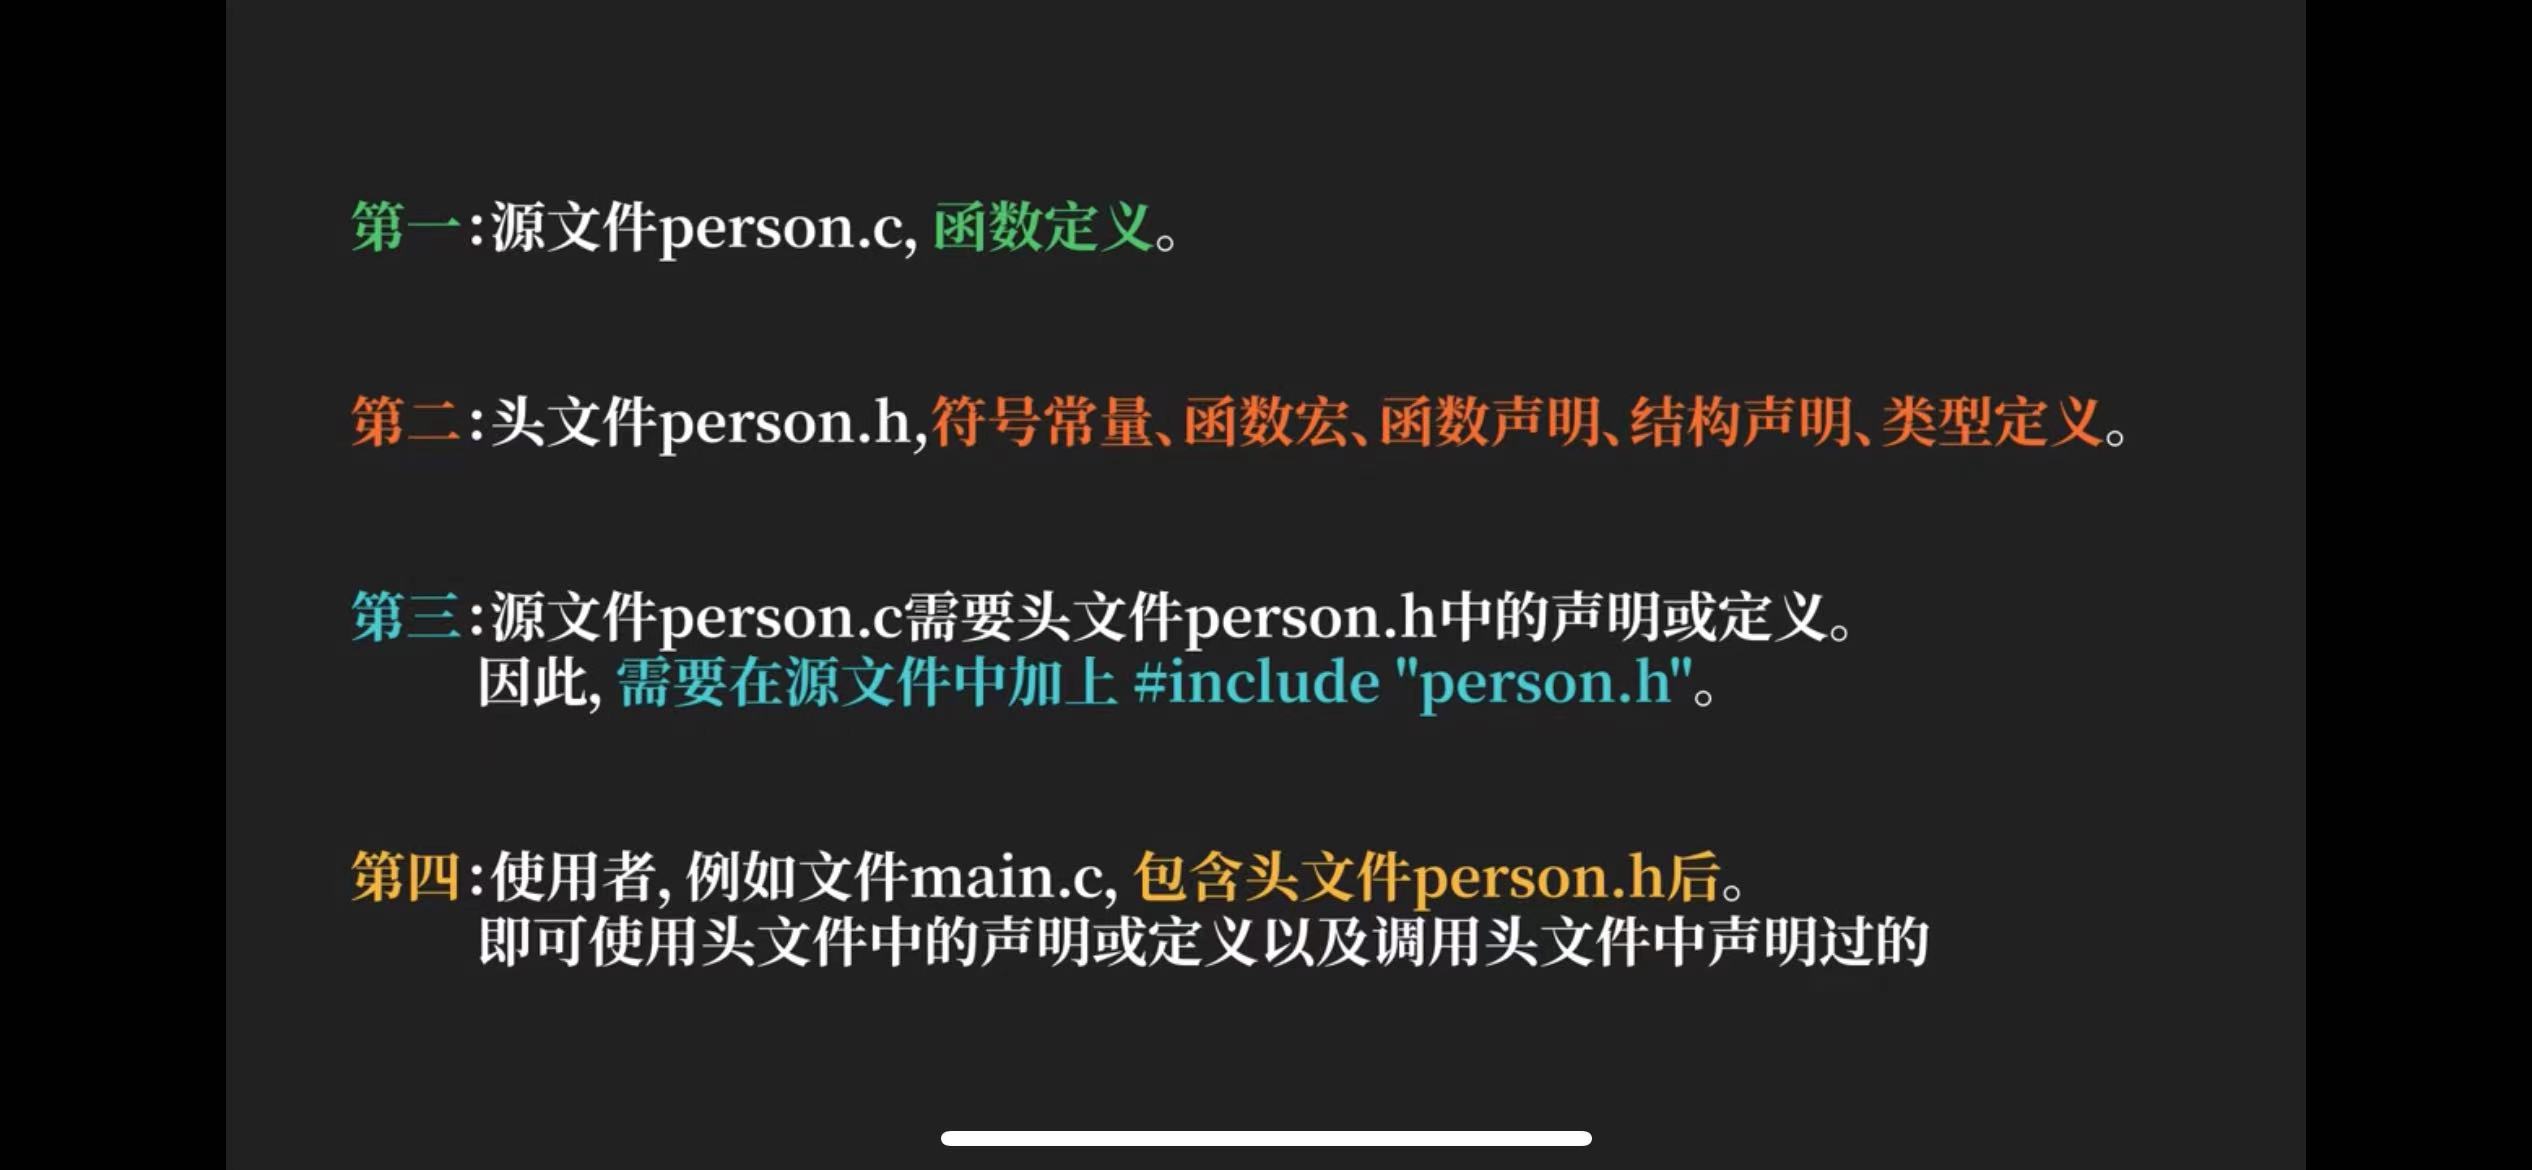 第一:源文件person.c, 函数定义。
第二:头文件person.h,符号常量、函数宏、函数声明、结构声明、类型定义。
第三:源文件person.c需要头文件person.h中的声明或定义。
因此, 需要在源文件中加上 #include "person.h"。
第四:使用者, 例如文件main.c, 包含头文件person.h后。
即可使用头文件中的声明或定义以及调用头文件中声明过的